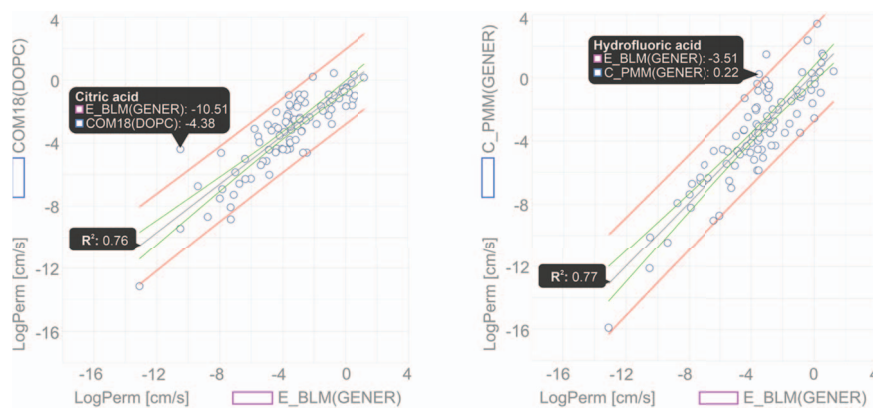 4
0
-4
-8
-12
-16
-16
-12
-8
-4
0
4
LogPerm [cm/s]
COM18(DOPC)
LogPerm [cm/s]
E_BLM(GENER)
Citric acid
E_BLM(GENER): -10.51
COM18(DOPC): -4.38
R²: 0.76
4
0
-4
-8
-12
-16
-16
-12
-8
-4
0
4
LogPerm [cm/s]
C_PMM(GENER)
LogPerm [cm/s]
E_BLM(GENER)
Hydrofluoric acid
E_BLM(GENER): -3.51
C_PMM(GENER): 0.22
R²: 0.77